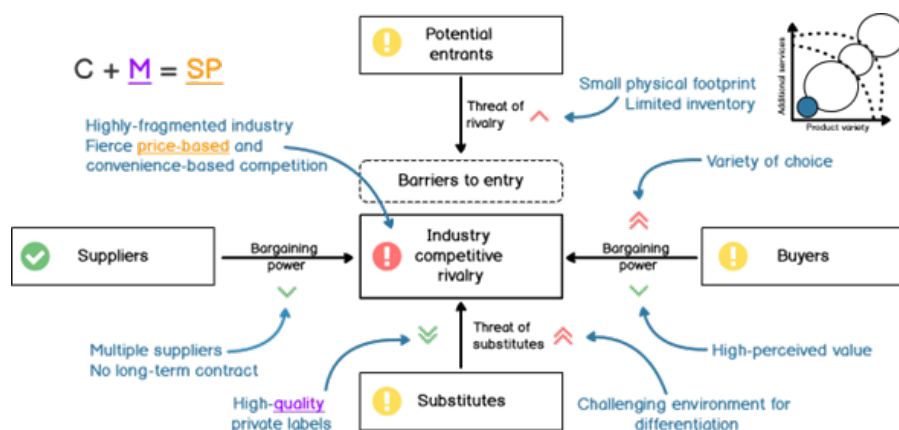 C + M = SP
Potential
entrants
Additional services
Product variety
Threat of
rivalry
Small physical footprint
Limited inventory
Highly-fragmented industry
Fierce price-based and
convenience-based competition
Barriers to entry
Variety of choice
Suppliers
Bargaining
power
Industry
competitive
rivalry
Bargaining
power
Buyers
Multiple suppliers
No long-term contract
Threat of
substitutes
High-perceived value
High-quality
private labels
Substitutes
Challenging environment for
differentiation